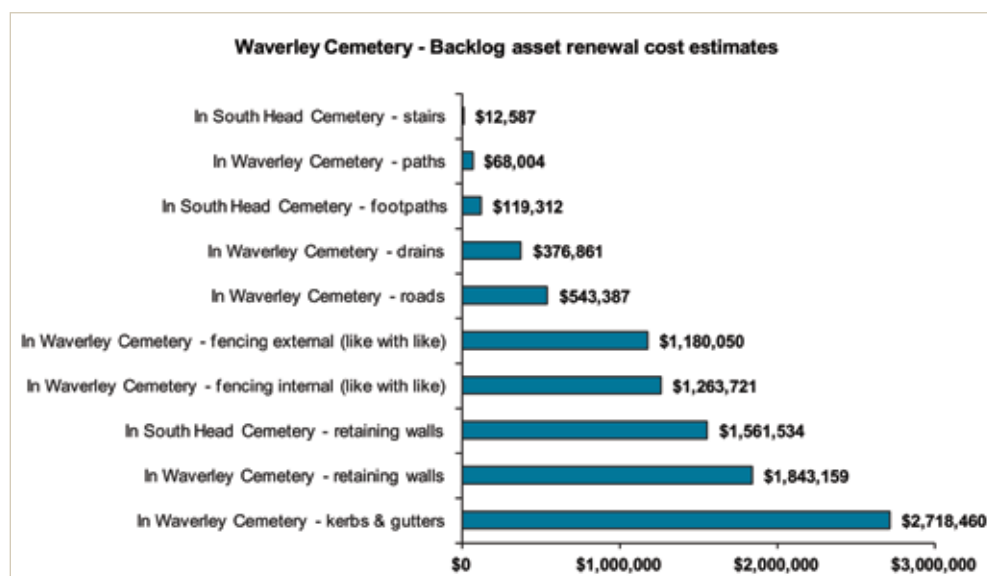 Waverley Cemetery - Backlog asset renewal cost estimates
In South Head Cemetery - stairs $12,587
In Waverley Cemetery - paths $68,004
In South Head Cemetery - footpaths $119,312
In Waverley Cemetery - drains $376,861
In Waverley Cemetery - roads $543,387
In Waverley Cemetery - fencing external (like with like) $1,180,050
In Waverley Cemetery - fencing internal (like with like) $1,263,721
In South Head Cemetery - retaining walls $1,561,534
In Waverley Cemetery - retaining walls $1,843,159
In Waverley Cemetery - kerbs & gutters $2,718,460
$0 $1,000,000 $2,000,000 $3,000,000